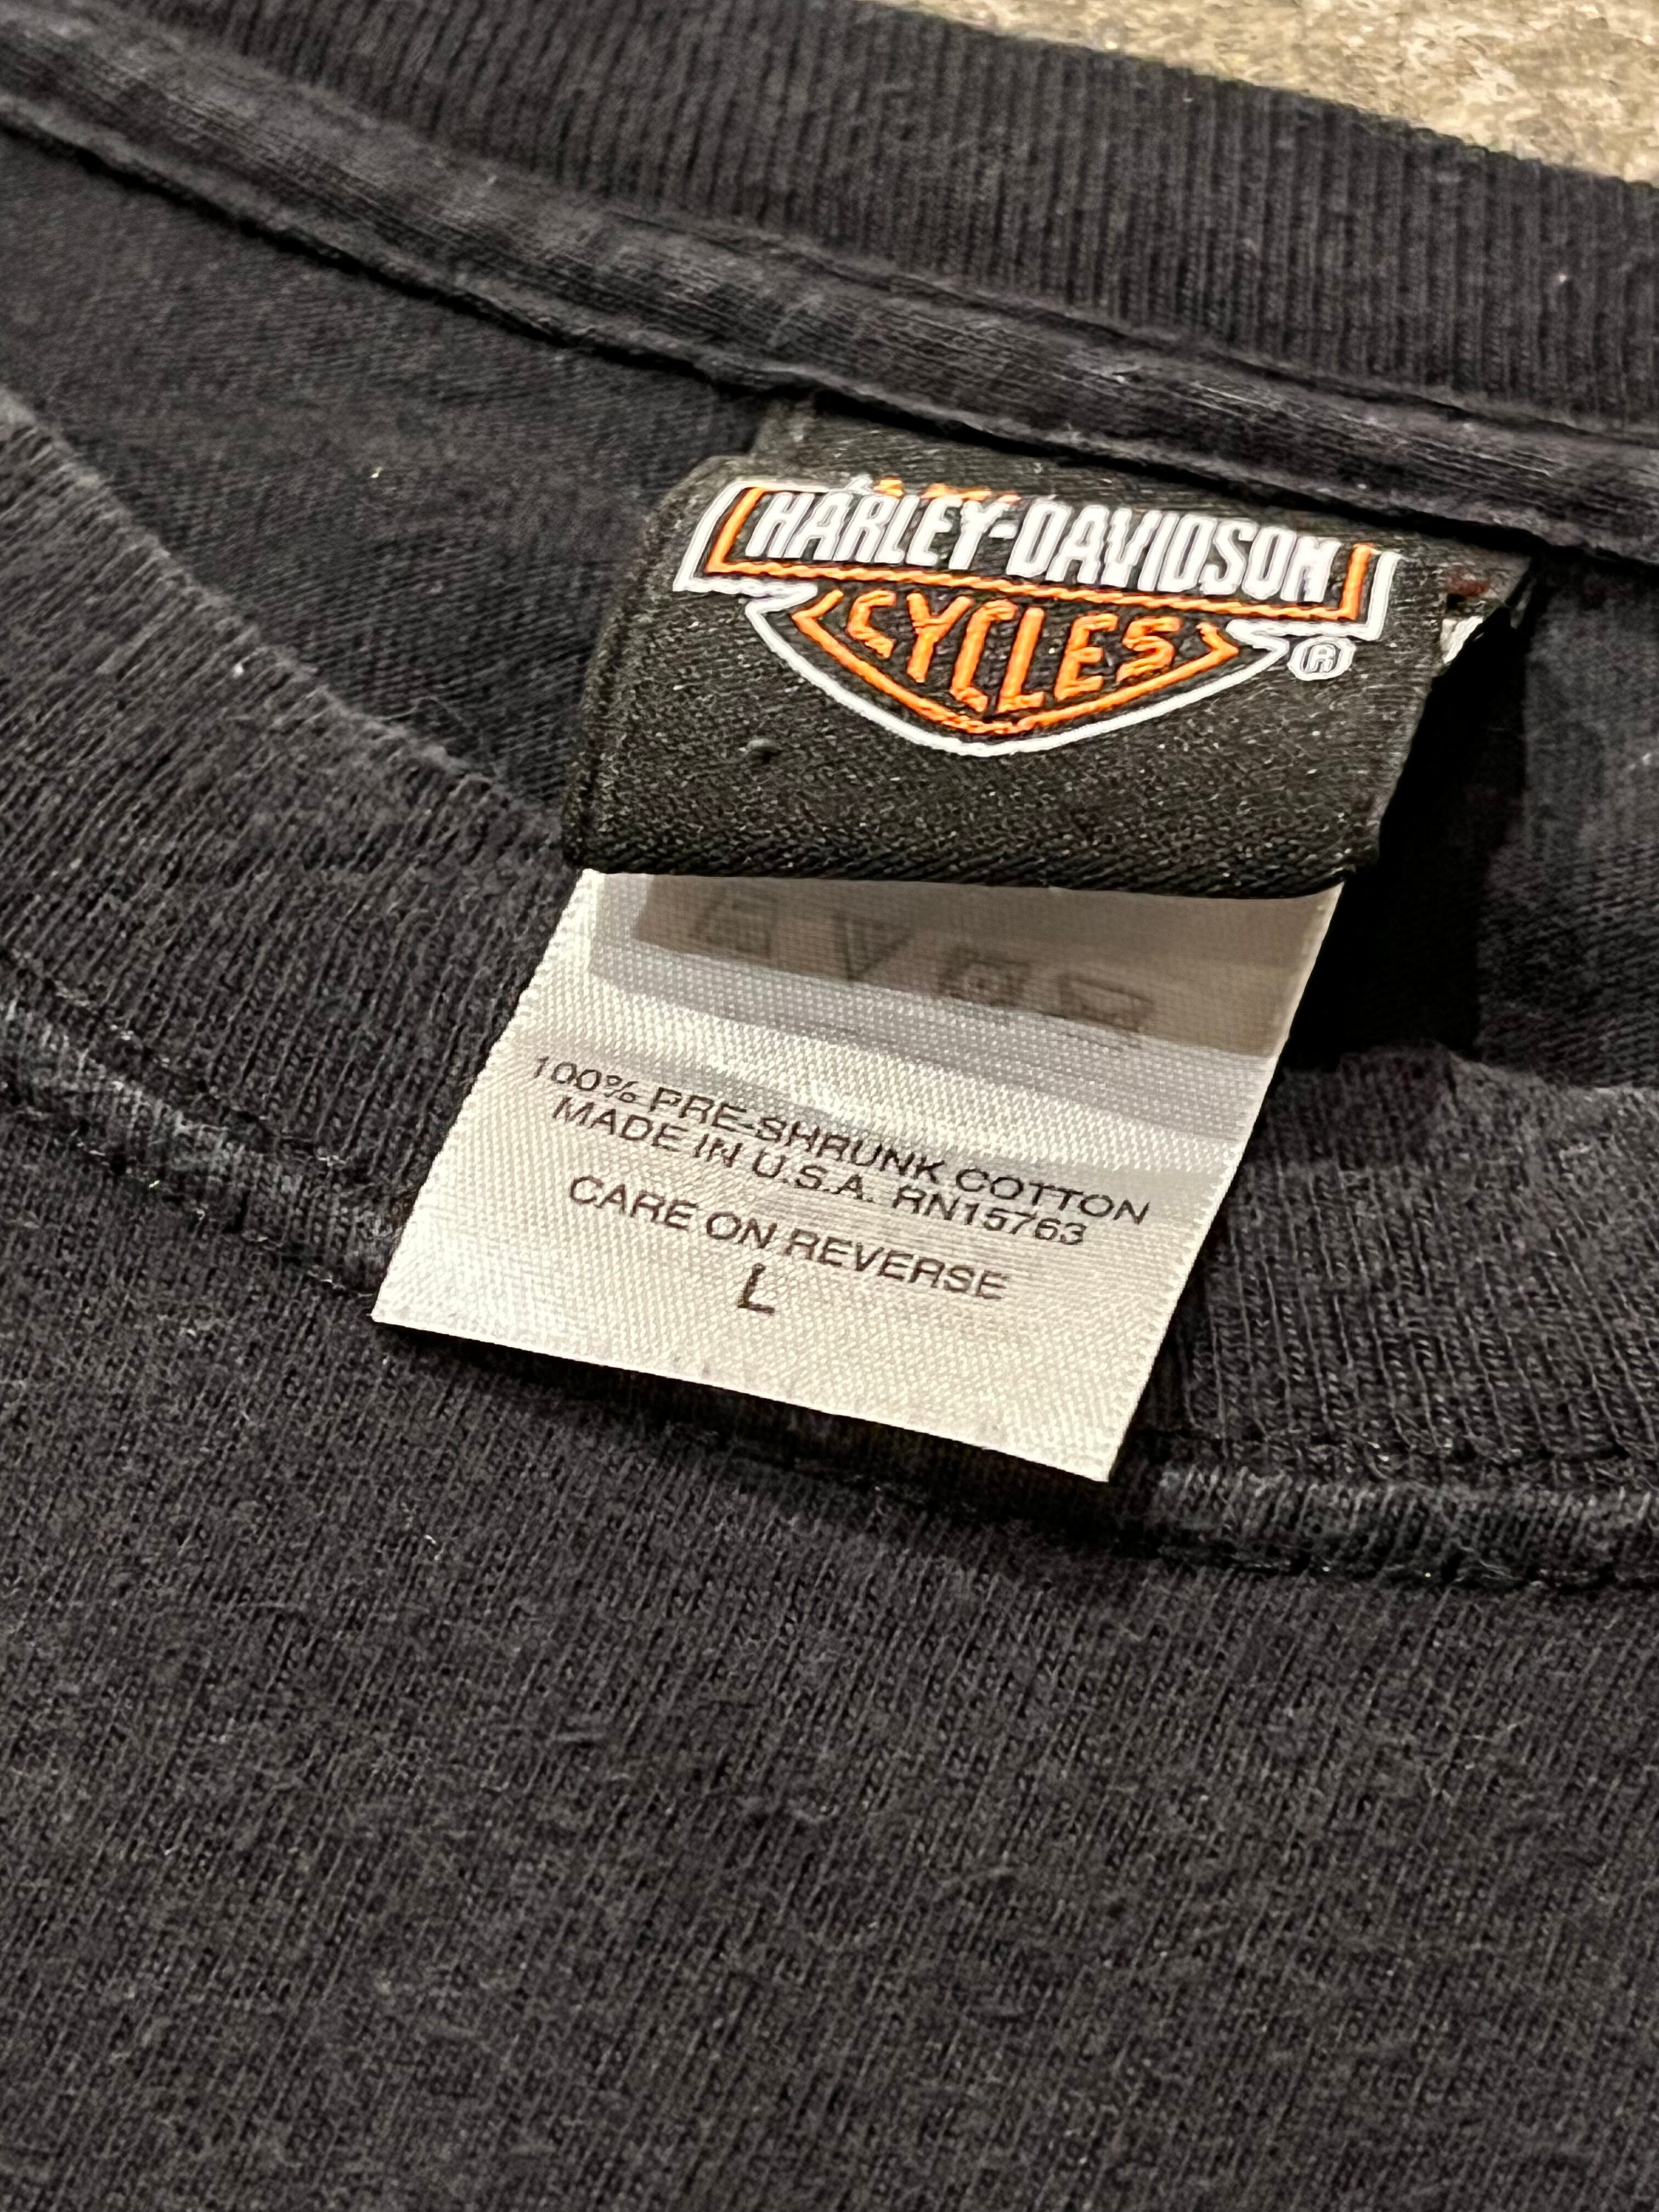 HARLEY-DAVIDSON
CYCLES
®
100% PRE-SHRUNK COTTON
MADE IN U.S.A. RN15763
CARE ON REVERSE
L